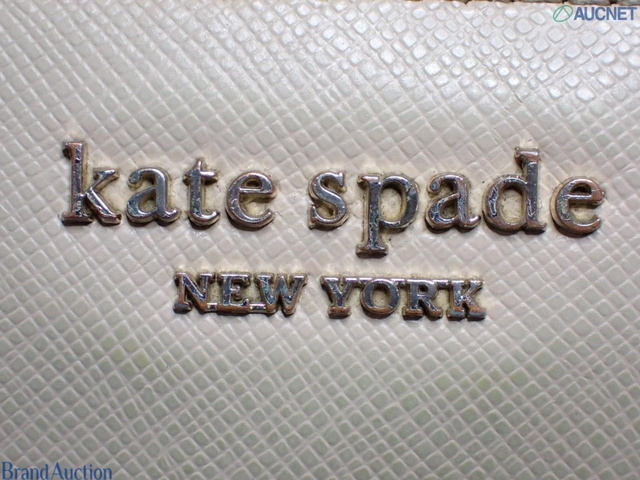 AUCNET
kate spade
NEW YORK
Brand Auction